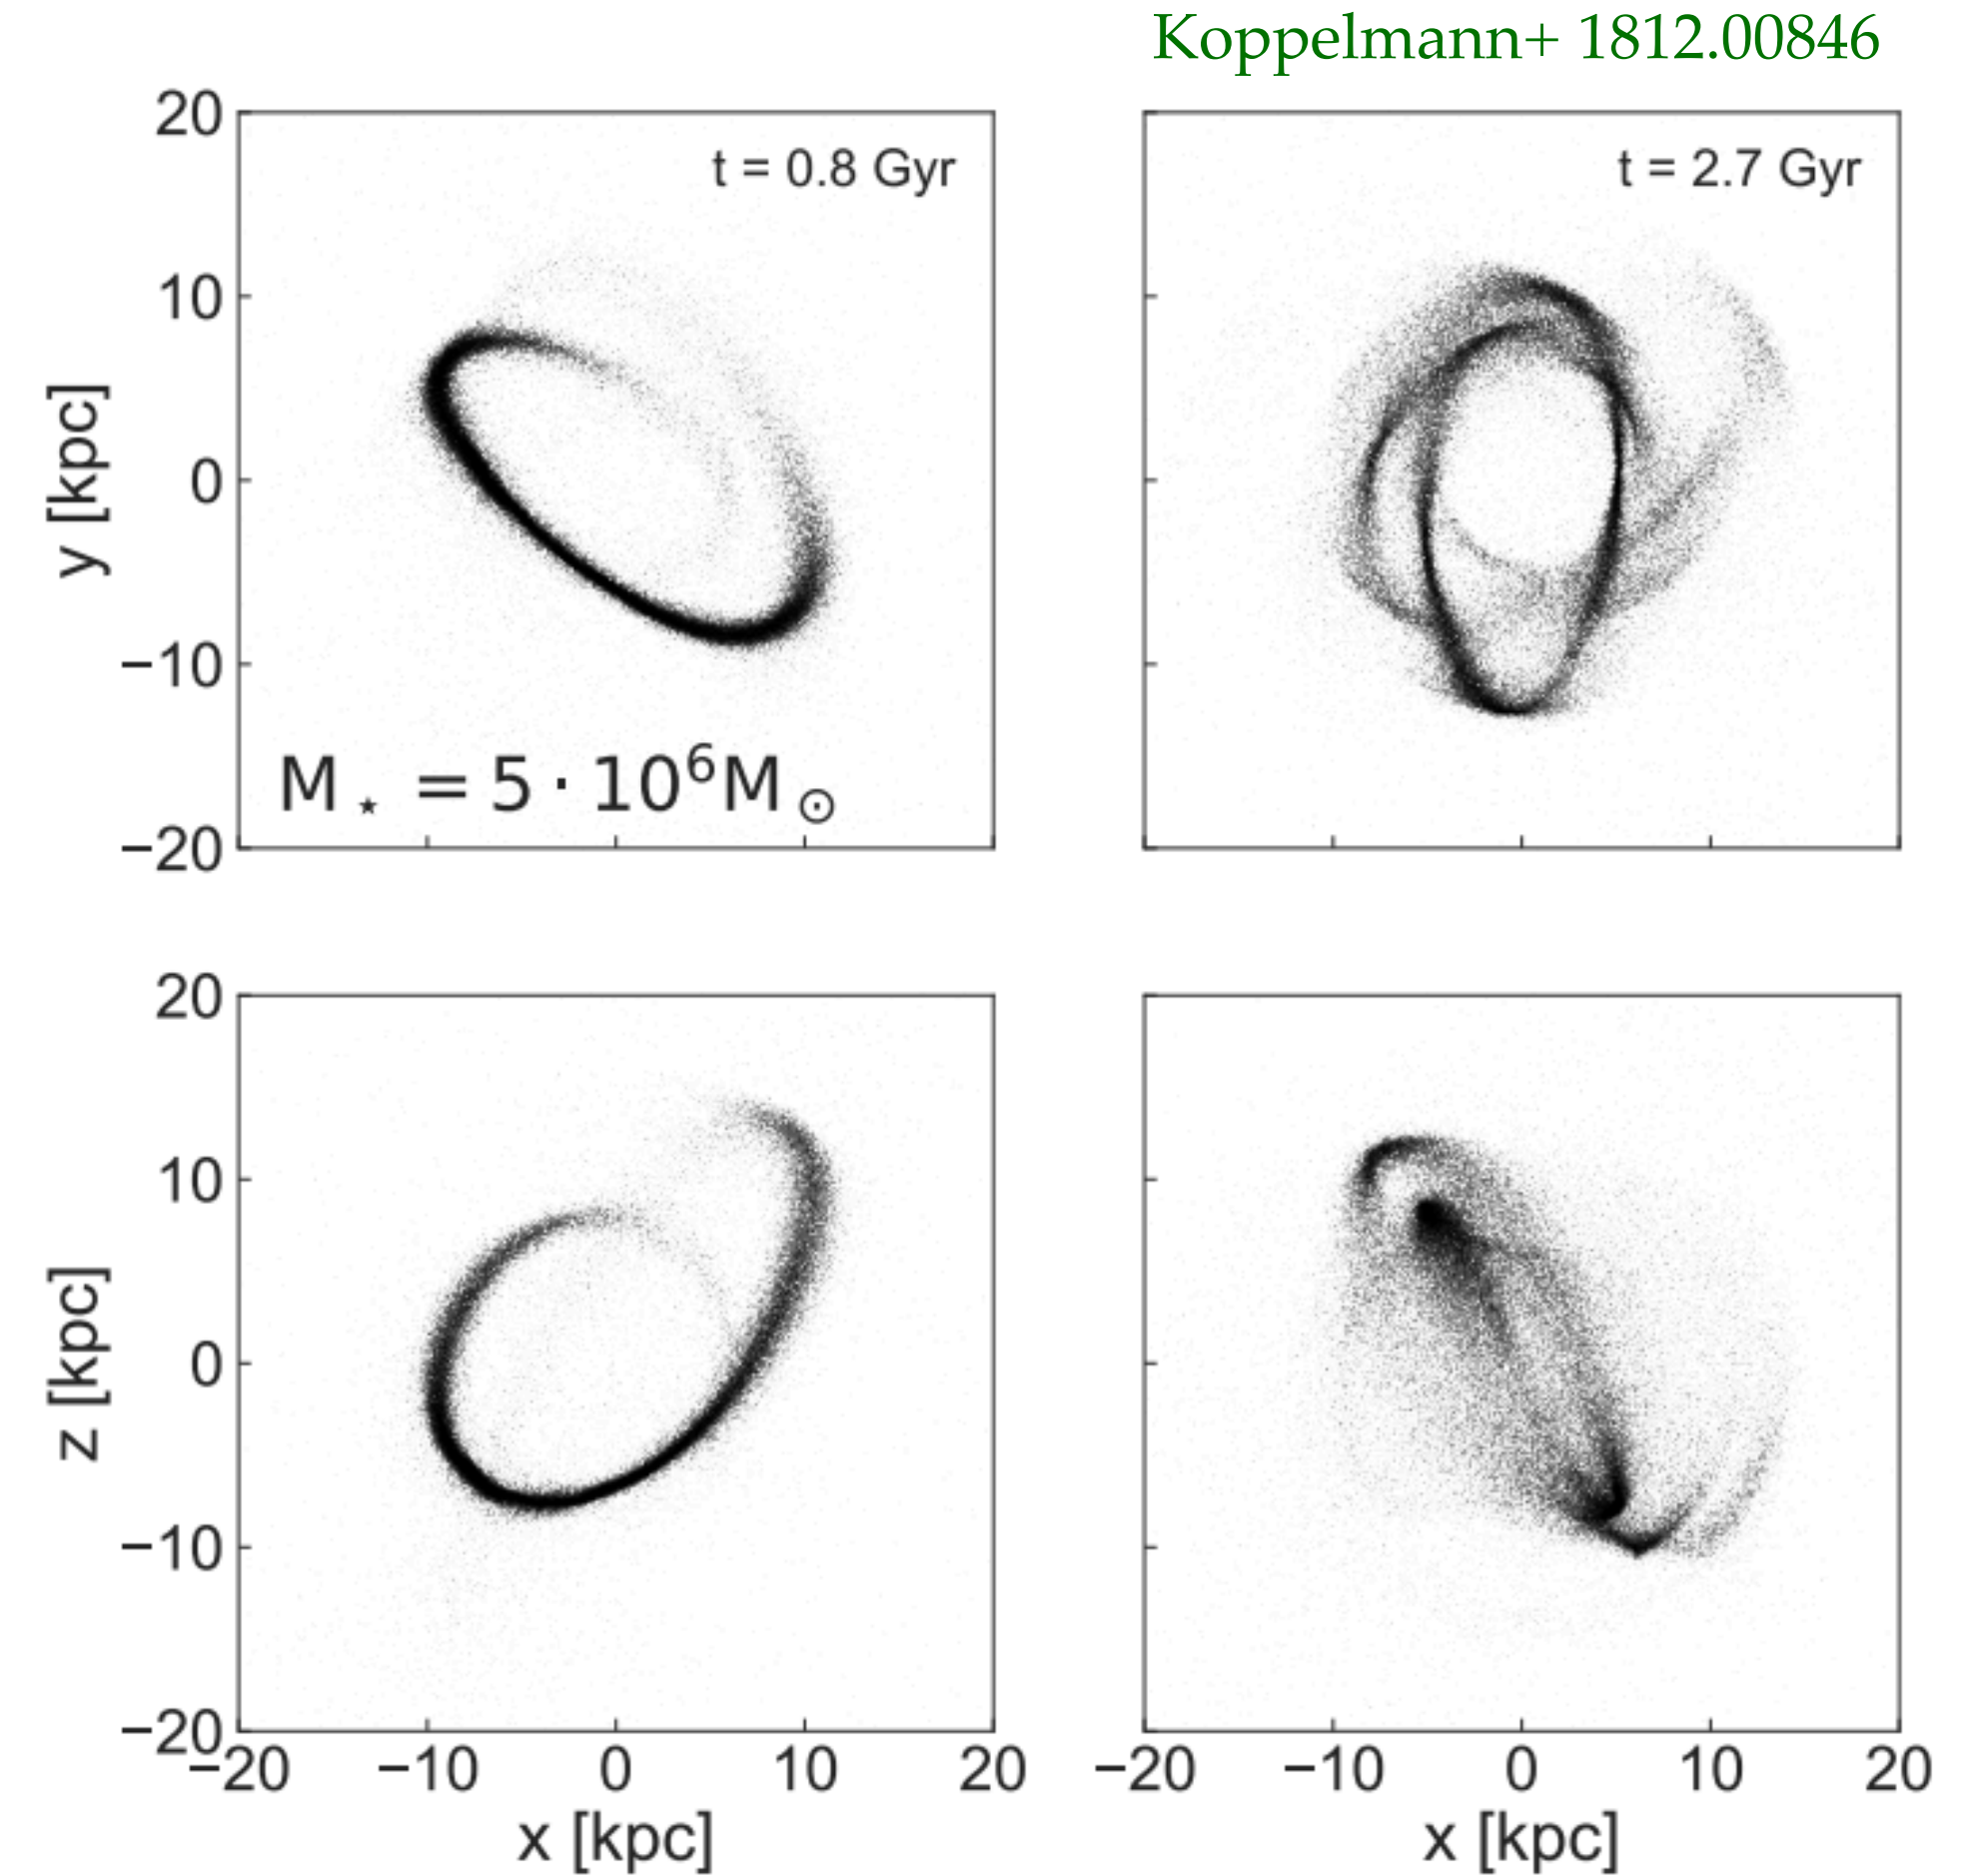 Koppelmann+ 1812.00846
20
t = 0.8 Gyr
t = 2.7 Gyr
10
y [kpc]
0
−10
M⋆ = 5 · 10⁶M☉
−20
20
10
z [kpc]
0
−10
−20
−20 −10 0 10 20 −20 −10 0 10 20
x [kpc] x [kpc]